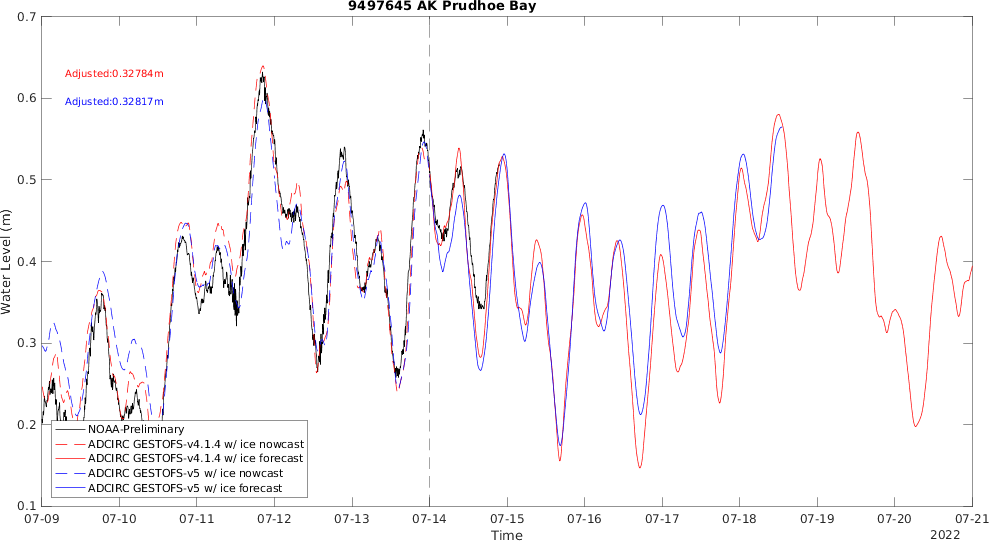 9497645 AK Prudhoe Bay
0.7
0.6
0.5
0.4
0.3
0.2
0.1
Water Level (m)
Adjusted:0.32784m
Adjusted:0.32817m
NOAA-Preliminary
ADCIRC GESTOFS-v4.1.4 w/ ice nowcast
ADCIRC GESTOFS-v4.1.4 w/ ice forecast
ADCIRC GESTOFS-v5 w/ ice nowcast
ADCIRC GESTOFS-v5 w/ ice forecast
07-09 07-10 07-11 07-12 07-13 07-14 07-15 07-16 07-17 07-18 07-19 07-20 07-21
Time
2022